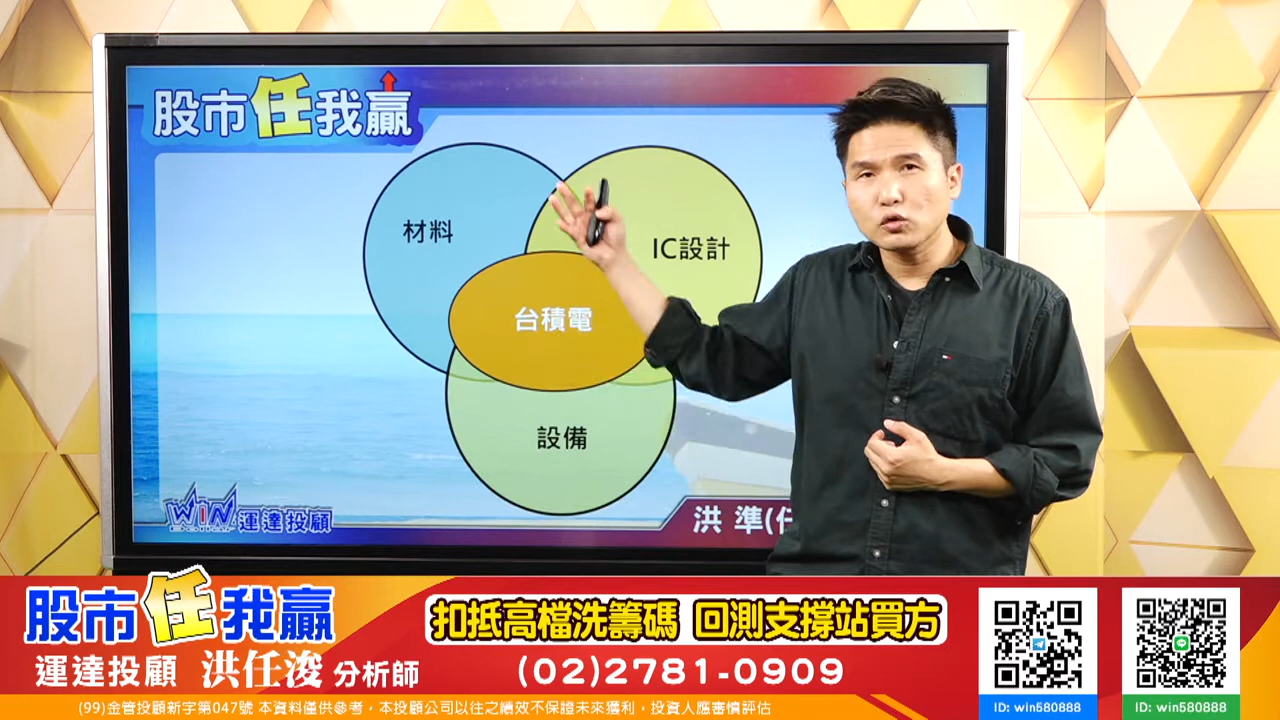 股市任我贏
材料
IC設計
台積電
設備
WIN 運達投顧
洪 準(任
股市任我贏
運達投顧 洪任浚 分析師
扣抵高檔洗籌碼 回測支撐站買方
(02)2781-0909
ID: win580888
ID: win580888
(99)金管投顧新字第047號 本資料僅供參考，本投顧公司以往之績效不保證未來獲利，投資人應審慎評估